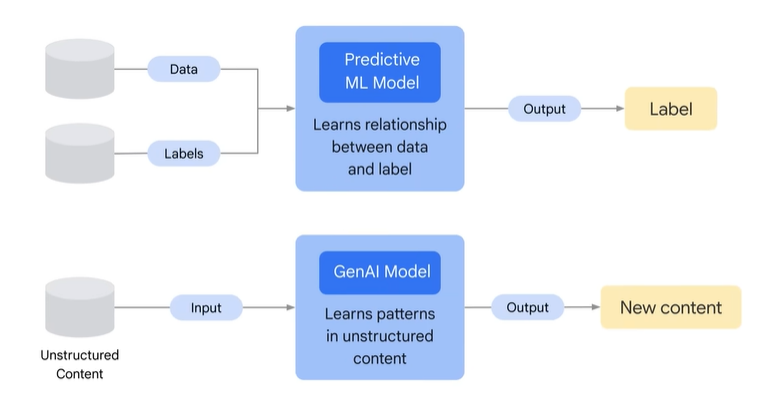 Data
Labels
Predictive
ML Model
Learns relationship
between data
and label
Output
Label
Unstructured
Content
Input
GenAI Model
Learns patterns
in unstructured
content
Output
New content